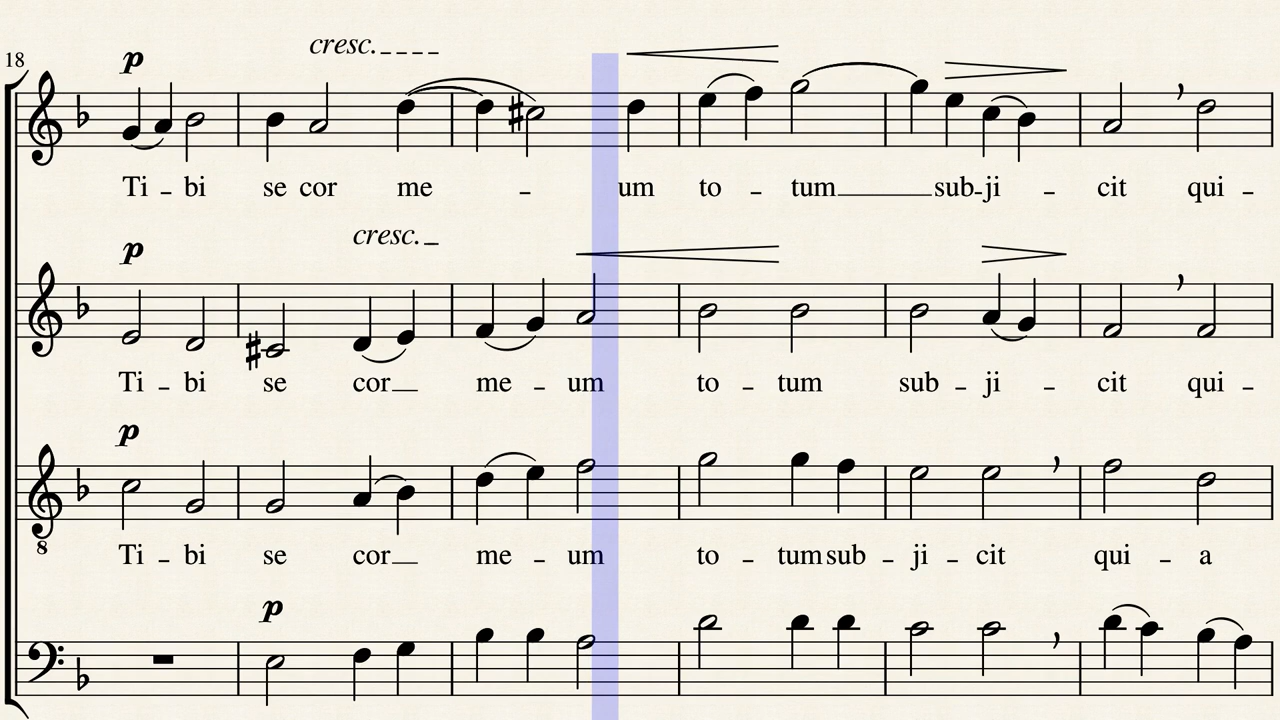 cresc.
18 p
Ti - bi se cor me - um to - tum sub - ji - cit qui -
cresc.
p
Ti - bi se cor me - um to - tum sub - ji - cit qui -
p
8
Ti - bi se cor me - um to - tum sub - ji - cit qui - a
p